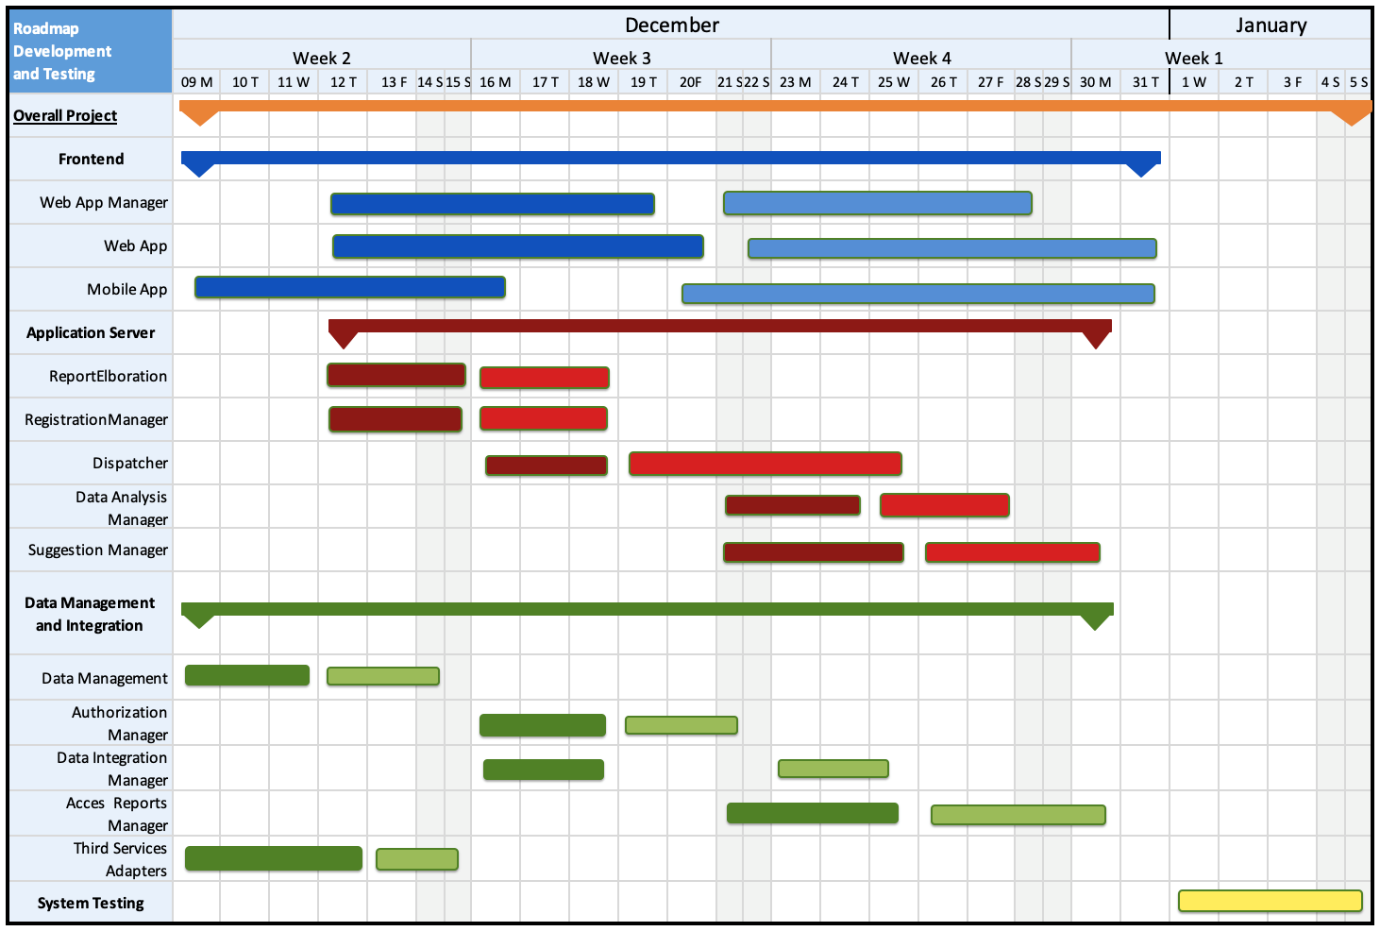 Roadmap
Development
and Testing
December
January
Week 2
Week 3
Week 4
Week 1
09 M
10 T
11 W
12 T
13 F
14 S
15 S
16 M
17 T
18 W
19 T
20F
21 S
22 S
23 M
24 T
25 W
26 T
27 F
28 S
29 S
30 M
31 T
1 W
2 T
3 F
4 S
5 S
Overall Project
Frontend
Web App Manager
Web App
Mobile App
Application Server
ReportElboration
RegistrationManager
Dispatcher
Data Analysis
Manager
Suggestion Manager
Data Management
and Integration
Data Management
Authorization
Manager
Data Integration
Manager
Acces Reports
Manager
Third Services
Adapters
System Testing